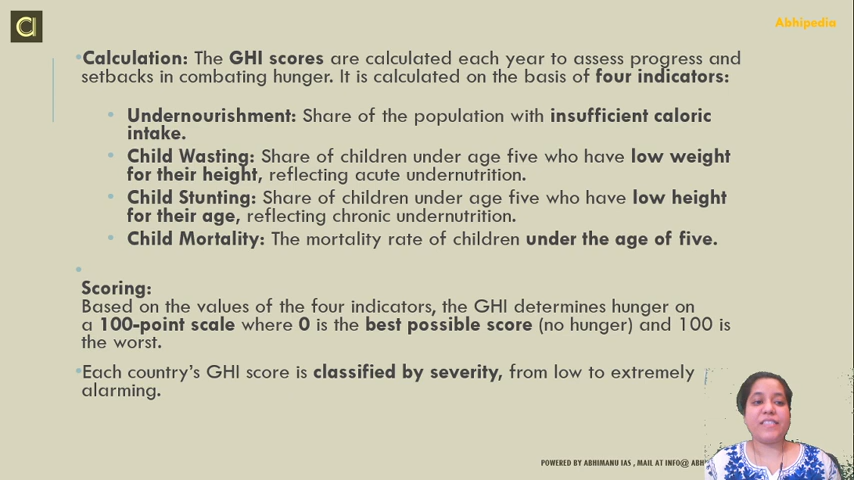 Abhipedia
•Calculation: The GHI scores are calculated each year to assess progress and
setbacks in combating hunger. It is calculated on the basis of four indicators:
• Undernourishment: Share of the population with insufficient caloric
intake.
• Child Wasting: Share of children under age five who have low weight
for their height, reflecting acute undernutrition.
• Child Stunting: Share of children under age five who have low height
for their age, reflecting chronic undernutrition.
• Child Mortality: The mortality rate of children under the age of five.
•
Scoring:
Based on the values of the four indicators, the GHI determines hunger on
a 100-point scale where 0 is the best possible score (no hunger) and 100 is
the worst.
•Each country's GHI score is classified by severity, from low to extremely
alarming.
POWERED BY ABHIMANU IAS , MAIL AT INFO@ ABH